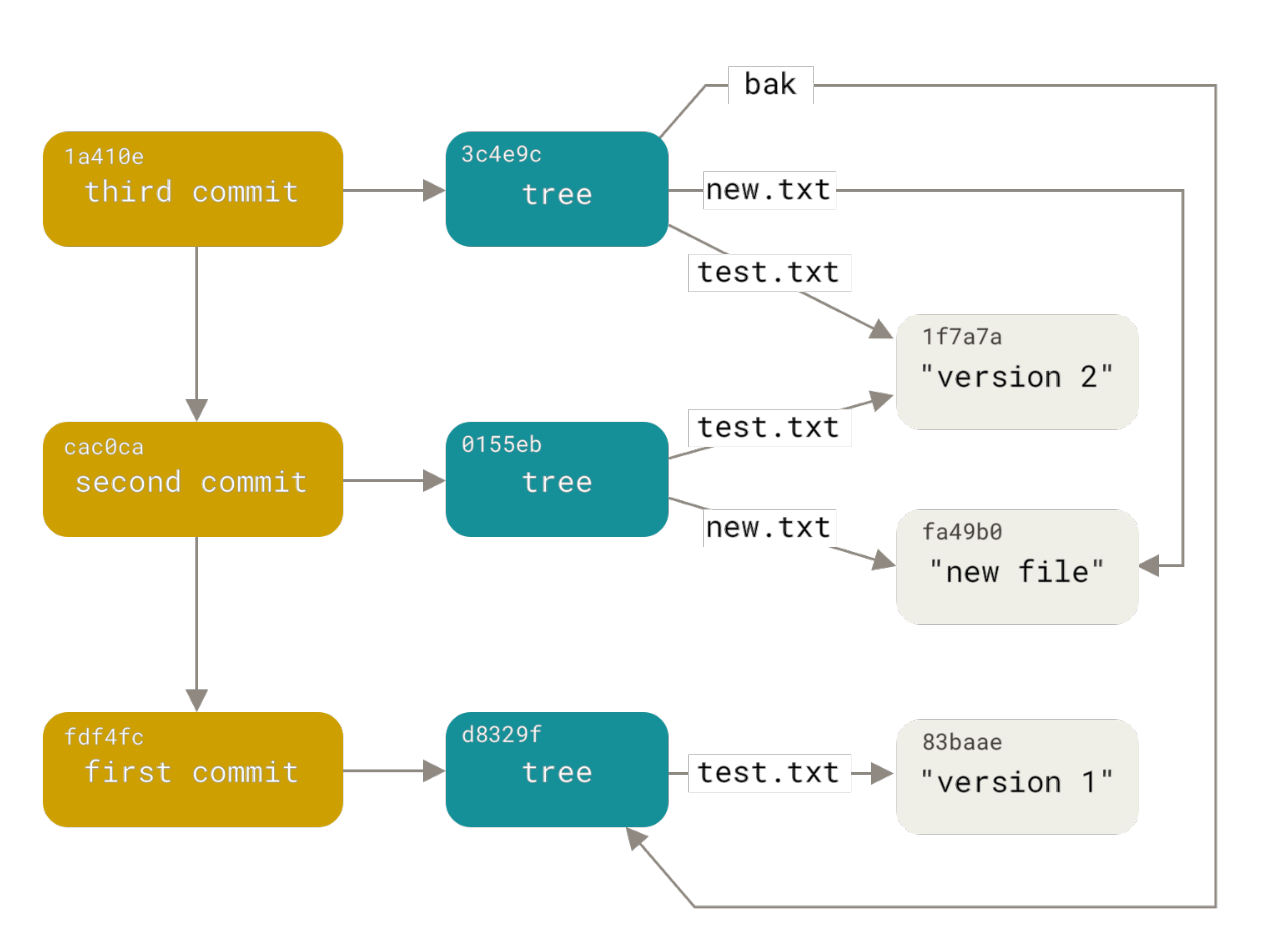 bak
1a410e
third commit
3c4e9c
tree
new.txt
test.txt
1f7a7a
"version 2"
cac0ca
second commit
0155eb
tree
test.txt
new.txt
fa49b0
"new file"
fdf4fc
first commit
d8329f
tree
test.txt
83baae
"version 1"